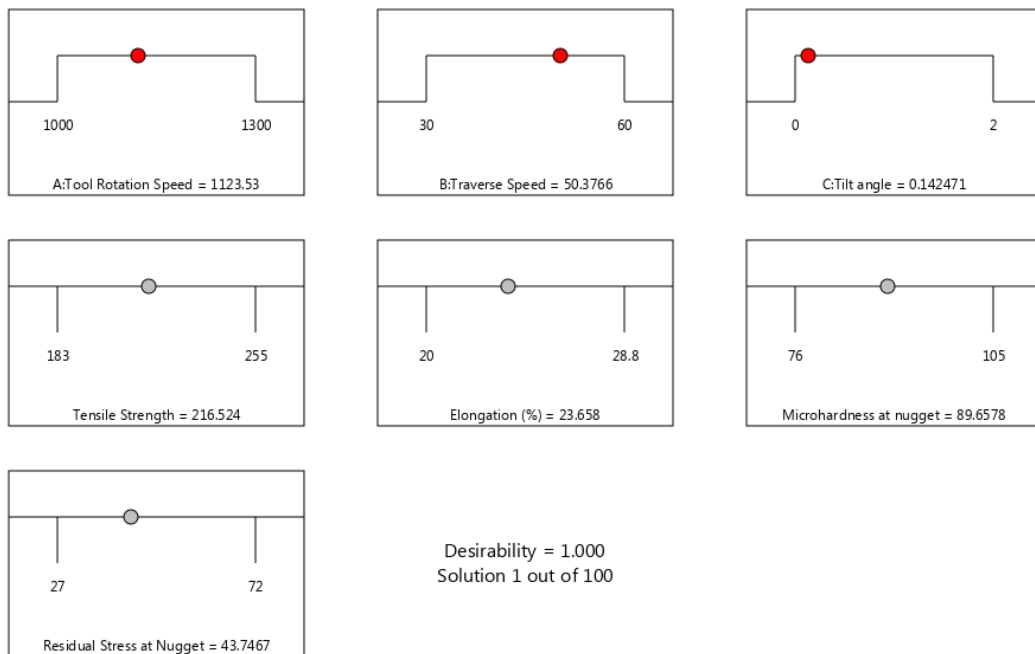 1000 1300
A:Tool Rotation Speed = 1123.53
30 60
B:Traverse Speed = 50.3766
0 2
C:Tilt angle = 0.142471
183 255
Tensile Strength = 216.524
20 28.8
Elongation (%) = 23.658
76 105
Microhardness at nugget = 89.6578
27 72
Residual Stress at Nugget = 43.7467
Desirability = 1.000
Solution 1 out of 100